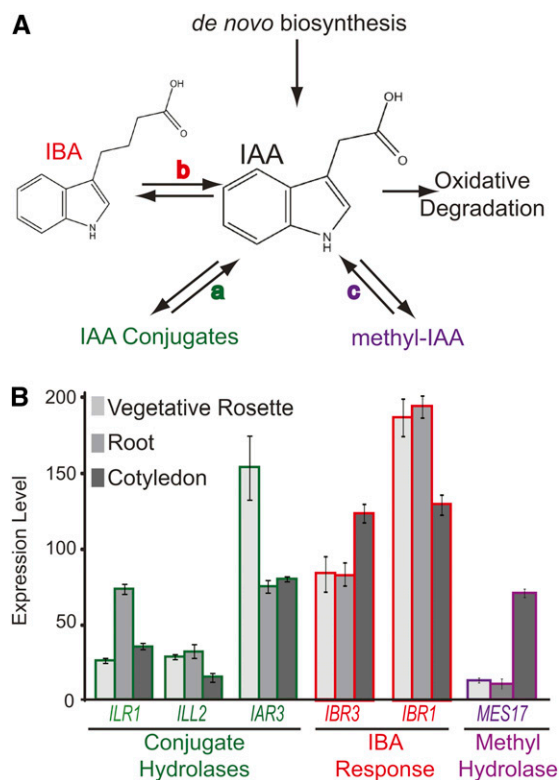 A
de novo biosynthesis
OH
O
IBA
b
IAA
OH
O
N
H
N
H
Oxidative
Degradation
a
c
IAA Conjugates
methyl-IAA
B
Expression Level
200
150
100
50
0
Vegetative Rosette
Root
Cotyledon
ILR1 ILL2 IAR3 IBR3 IBR1 MES17
Conjugate
Hydrolases
IBA
Response
Methyl
Hydrolase